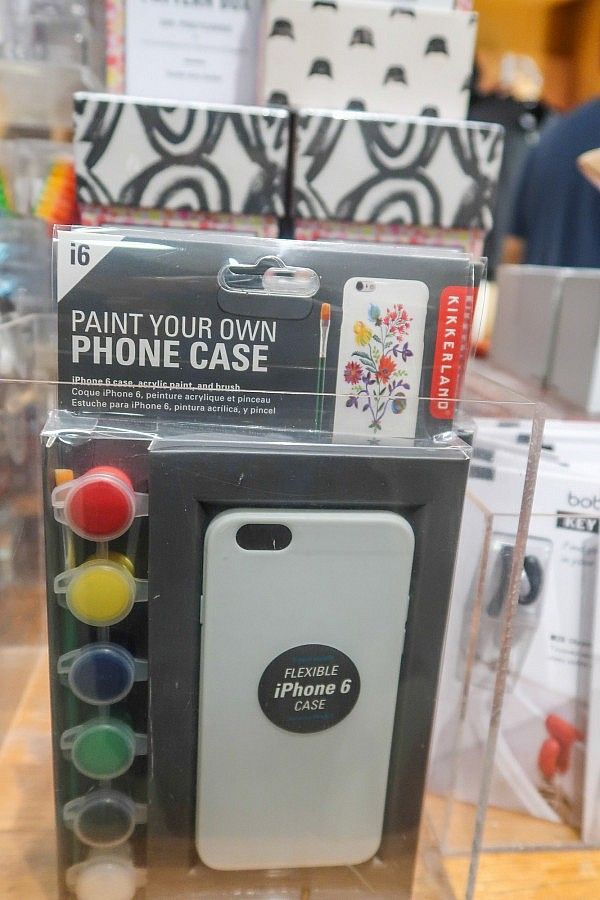 i6
PAINT YOUR OWN
PHONE CASE
iPhone 6 case, acrylic paint, and brush
Coque iPhone 6, peinture acrylique et pinceau
Estuche para iPhone 6, pintura acrílica, y pincel
KIKKERLAND
FLEXIBLE
iPhone 6
CASE
bob
KEY